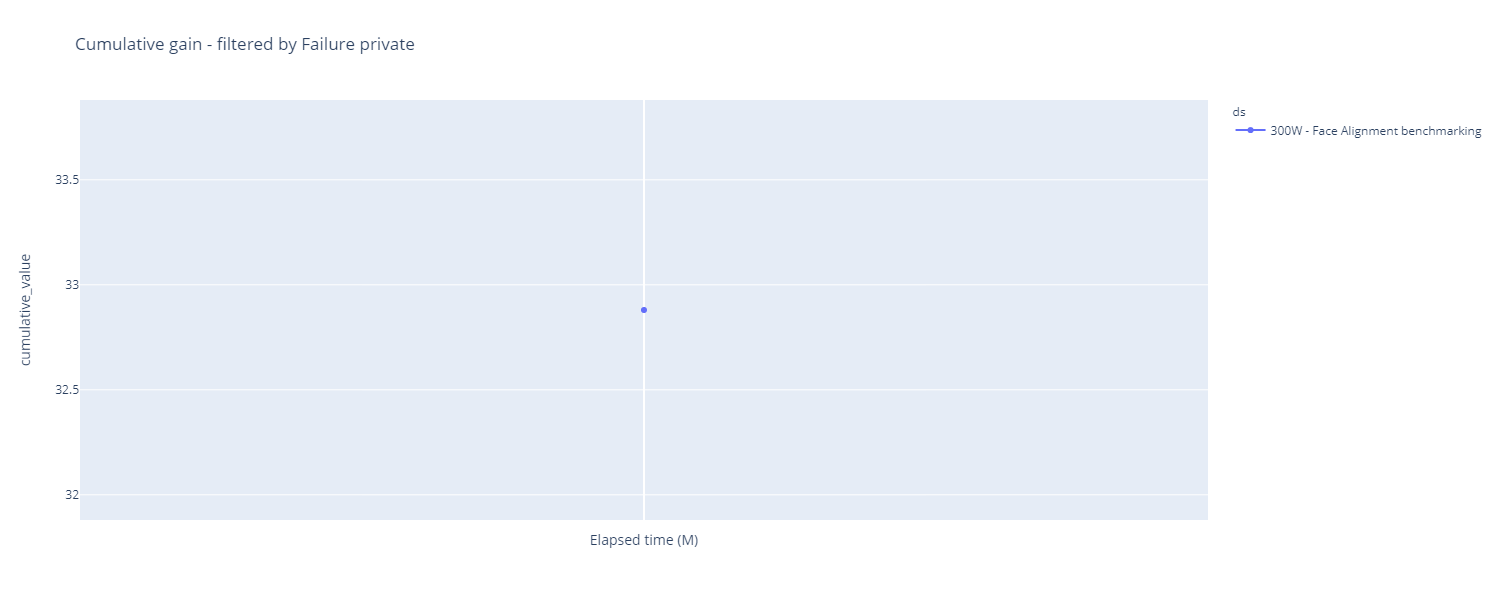 Cumulative gain - filtered by Failure private
ds
300W - Face Alignment benchmarking
33.5
33
32.5
32
cumulative_value
Elapsed time (M)